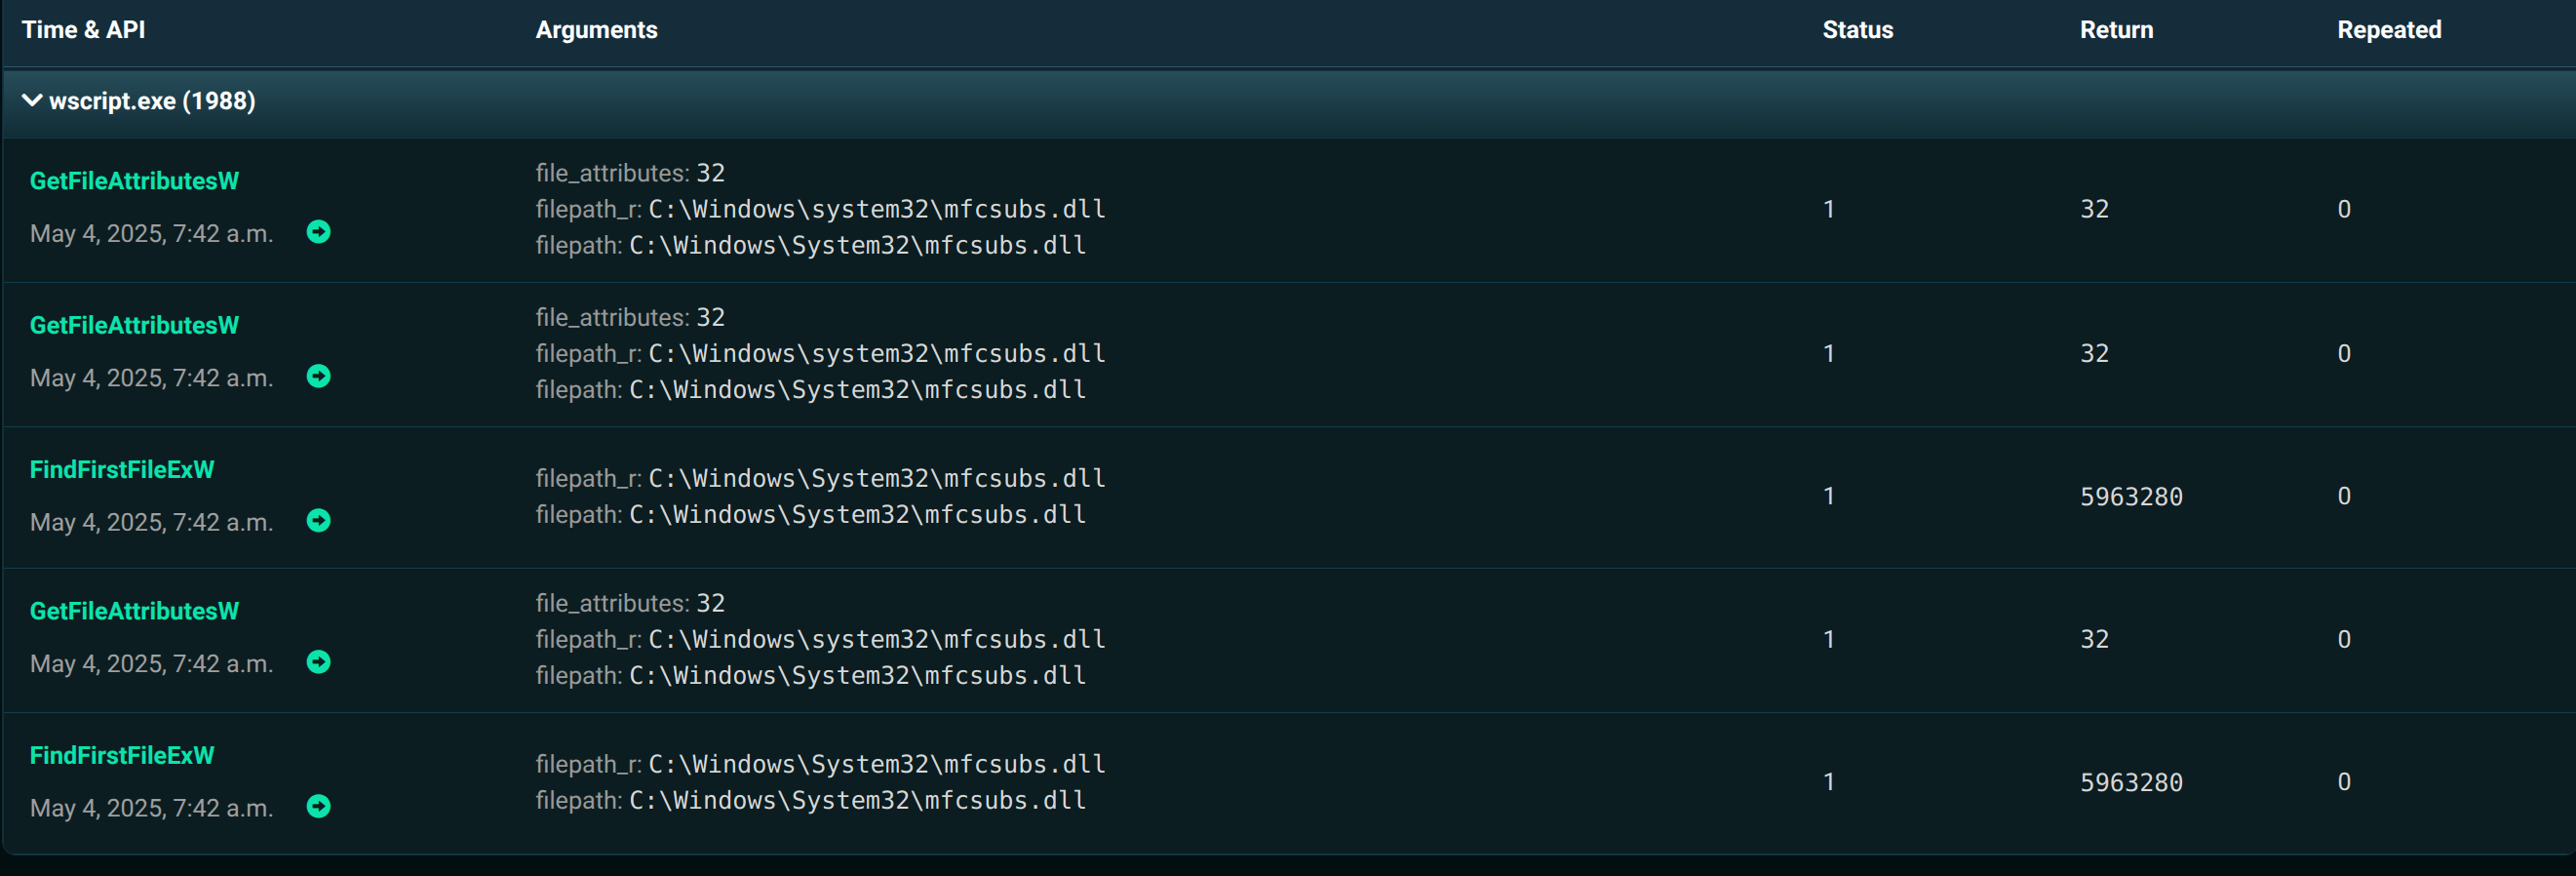 Time & API Arguments Status Return Repeated
wscript.exe (1988)
GetFileAttributesW
May 4, 2025, 7:42 a.m.
file_attributes: 32
filepath_r: C:\Windows\system32\mfcsubs.dll
filepath: C:\Windows\System32\mfcsubs.dll
1 32 0
GetFileAttributesW
May 4, 2025, 7:42 a.m.
file_attributes: 32
filepath_r: C:\Windows\system32\mfcsubs.dll
filepath: C:\Windows\System32\mfcsubs.dll
1 32 0
FindFirstFileExW
May 4, 2025, 7:42 a.m.
filepath_r: C:\Windows\System32\mfcsubs.dll
filepath: C:\Windows\System32\mfcsubs.dll
1 5963280 0
GetFileAttributesW
May 4, 2025, 7:42 a.m.
file_attributes: 32
filepath_r: C:\Windows\system32\mfcsubs.dll
filepath: C:\Windows\System32\mfcsubs.dll
1 32 0
FindFirstFileExW
May 4, 2025, 7:42 a.m.
filepath_r: C:\Windows\System32\mfcsubs.dll
filepath: C:\Windows\System32\mfcsubs.dll
1 5963280 0